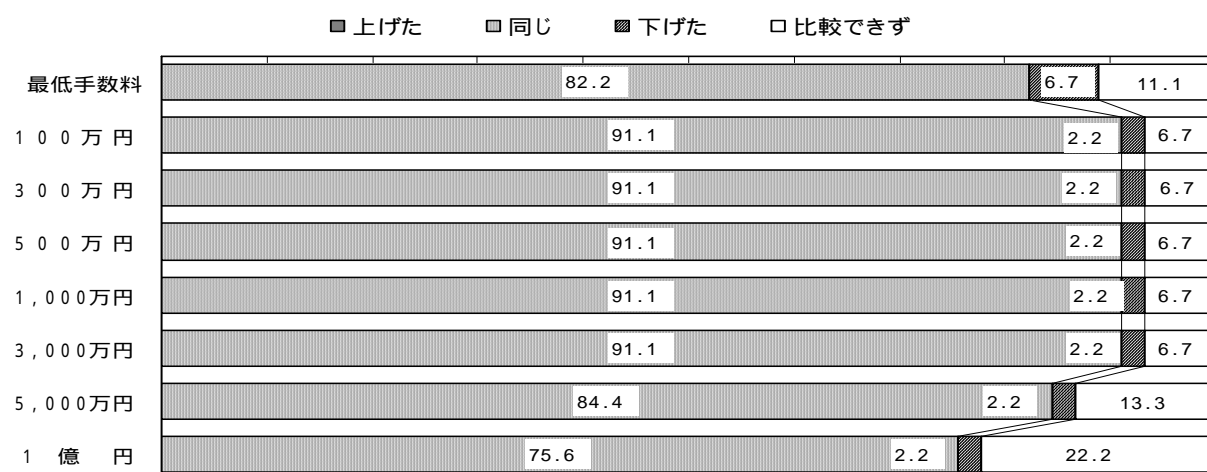 上げた 同じ 下げた 比較できず
最低手数料 82.2 6.7 11.1
100万円 91.1 2.2 6.7
300万円 91.1 2.2 6.7
500万円 91.1 2.2 6.7
1,000万円 91.1 2.2 6.7
3,000万円 91.1 2.2 6.7
5,000万円 84.4 2.2 13.3
1億円 75.6 2.2 22.2